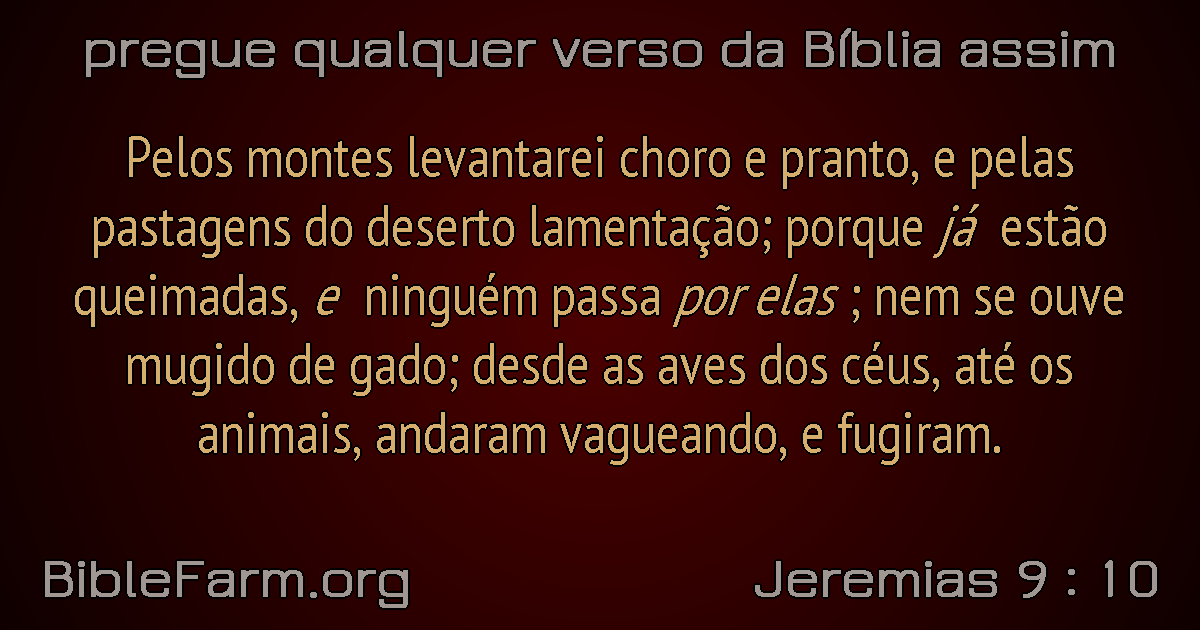 pregue qualquer verso da Bíblia assim
Pelos montes levantarei choro e pranto, e pelas
pastagens do deserto lamentação; porque já estão
queimadas, e ninguém passa por elas ; nem se ouve
mugido de gado; desde as aves dos céus, até os
animais, andaram vagueando, e fugiram.
BibleFarm.org
Jeremias 9 : 10